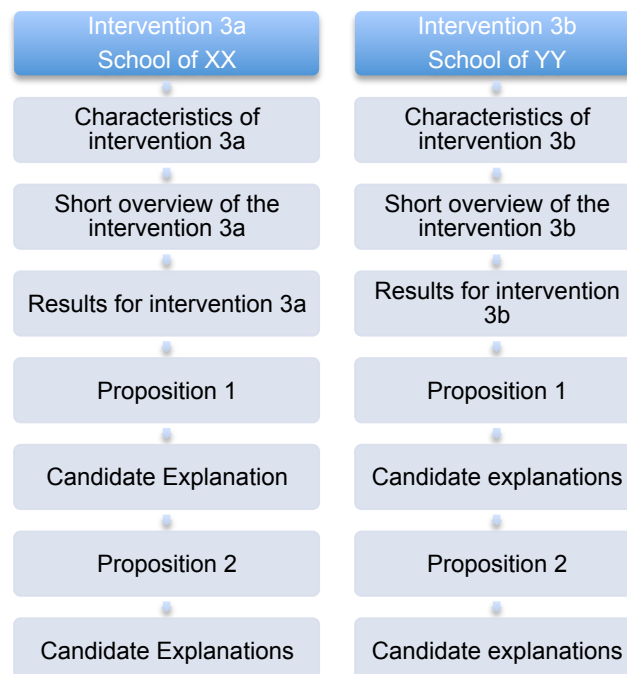 Intervention 3a
School of XX
Characteristics of
intervention 3a
Short overview of the
intervention 3a
Results for intervention 3a
Proposition 1
Candidate Explanation
Proposition 2
Candidate Explanations
Intervention 3b
School of YY
Characteristics of
intervention 3b
Short overview of the
intervention 3b
Results for intervention
3b
Proposition 1
Candidate explanations
Proposition 2
Candidate explanations